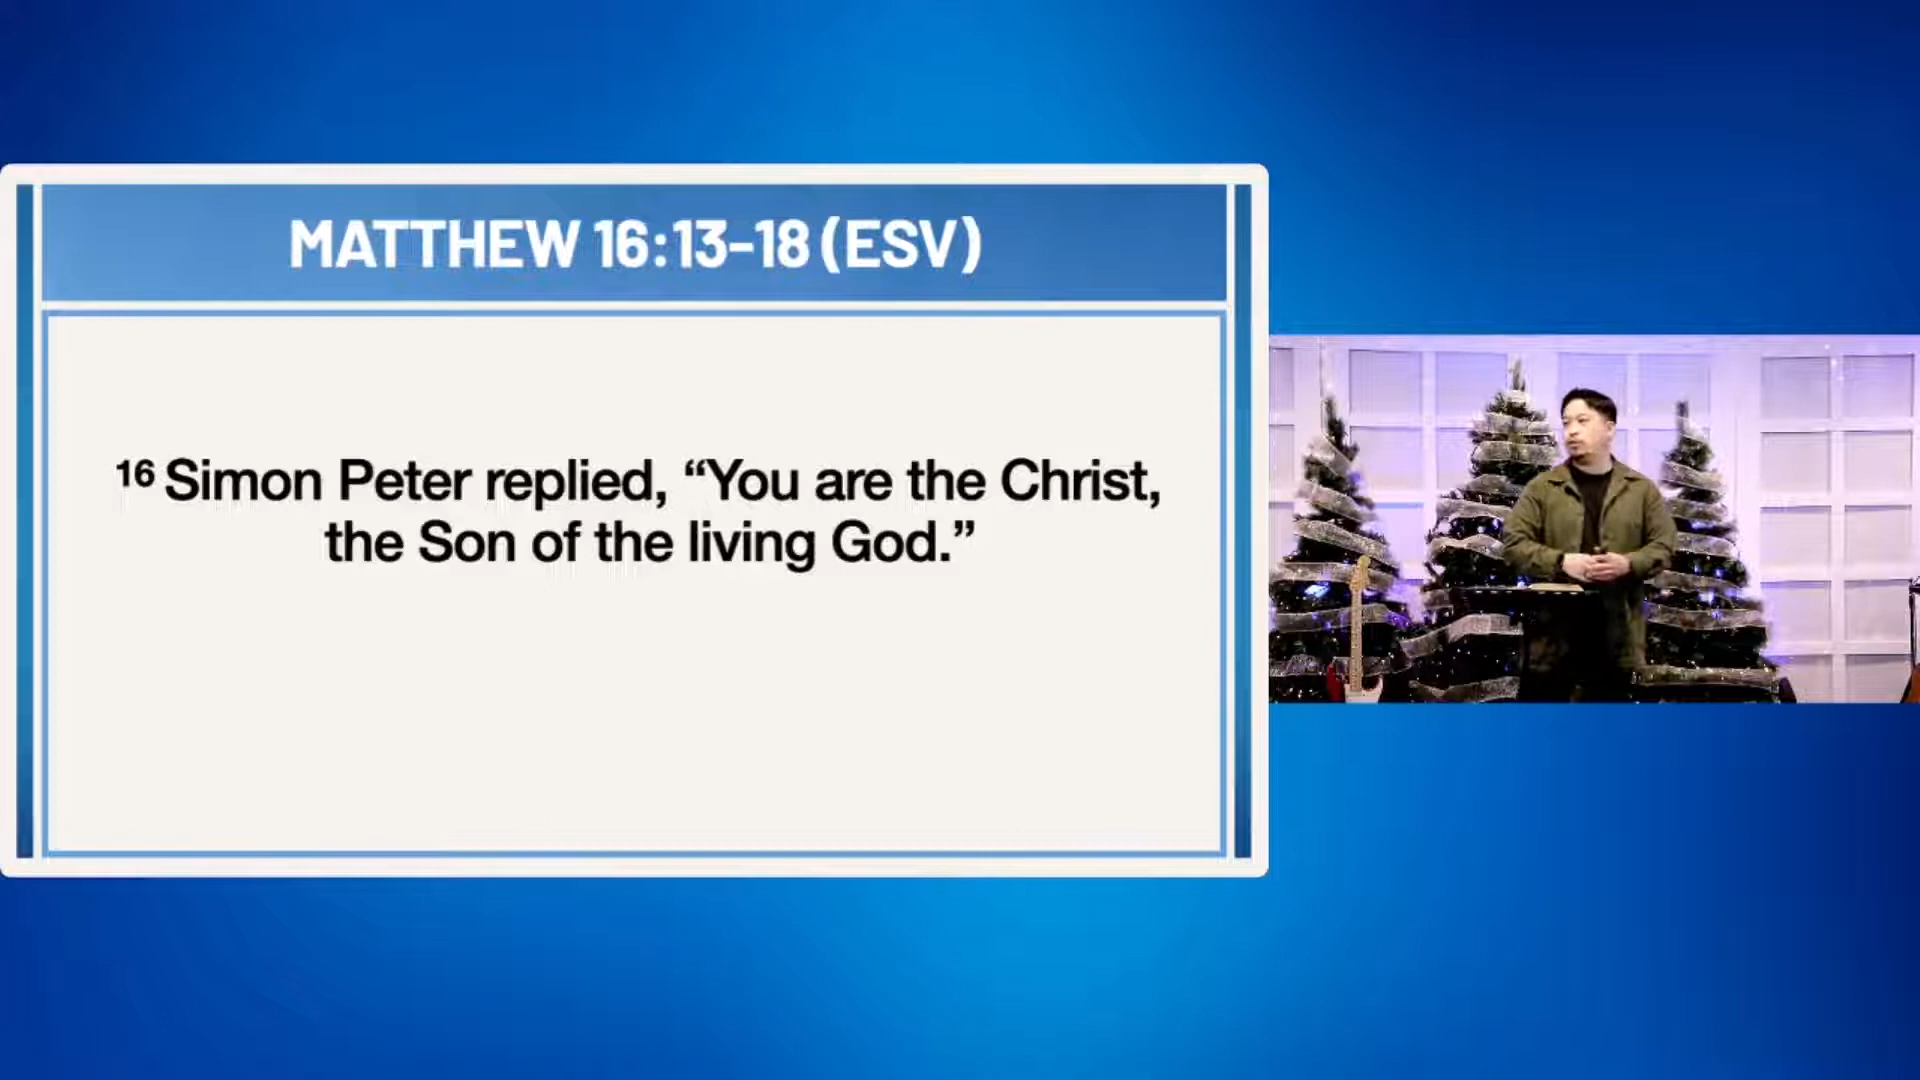 MATTHEW 16:13-18 (ESV)
16 Simon Peter replied, “You are the Christ,
the Son of the living God.”